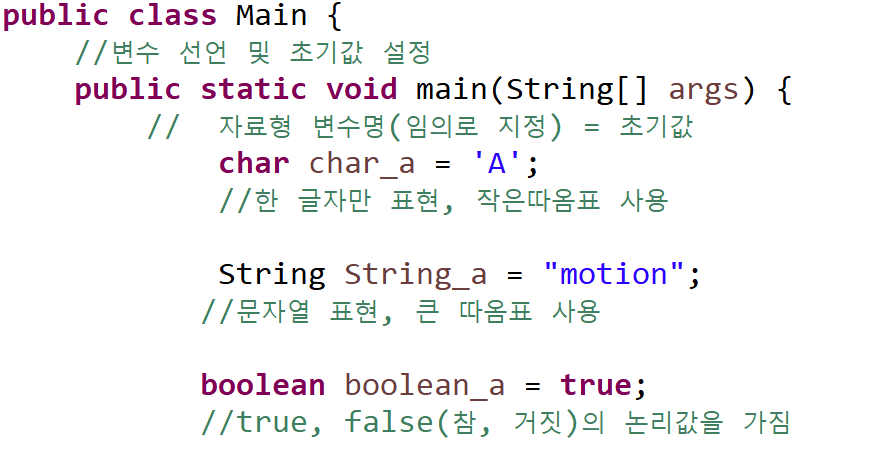 public class Main {
//변수 선언 및 초기값 설정
public static void main(String[] args) {
// 자료형 변수명(임의로 지정) = 초기값
char char_a = 'A';
//한 글자만 표현, 작은따옴표 사용
String String_a = "motion";
//문자열 표현, 큰 따옴표 사용
boolean boolean_a = true;
//true, false(참, 거짓)의 논리값을 가짐